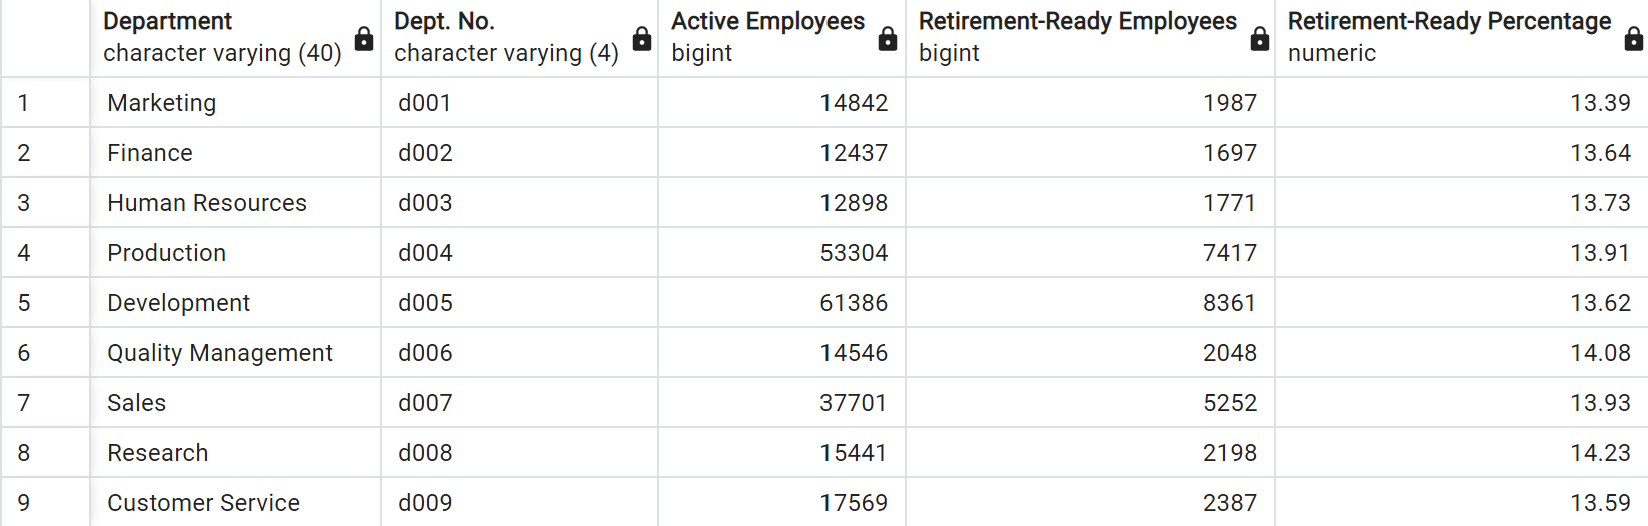 Department Dept. No. Active Employees Retirement-Ready Employees Retirement-Ready Percentage
character varying (40) character varying (4) bigint bigint numeric
1 Marketing d001 14842 1987 13.39
2 Finance d002 12437 1697 13.64
3 Human Resources d003 12898 1771 13.73
4 Production d004 53304 7417 13.91
5 Development d005 61386 8361 13.62
6 Quality Management d006 14546 2048 14.08
7 Sales d007 37701 5252 13.93
8 Research d008 15441 2198 14.23
9 Customer Service d009 17569 2387 13.59